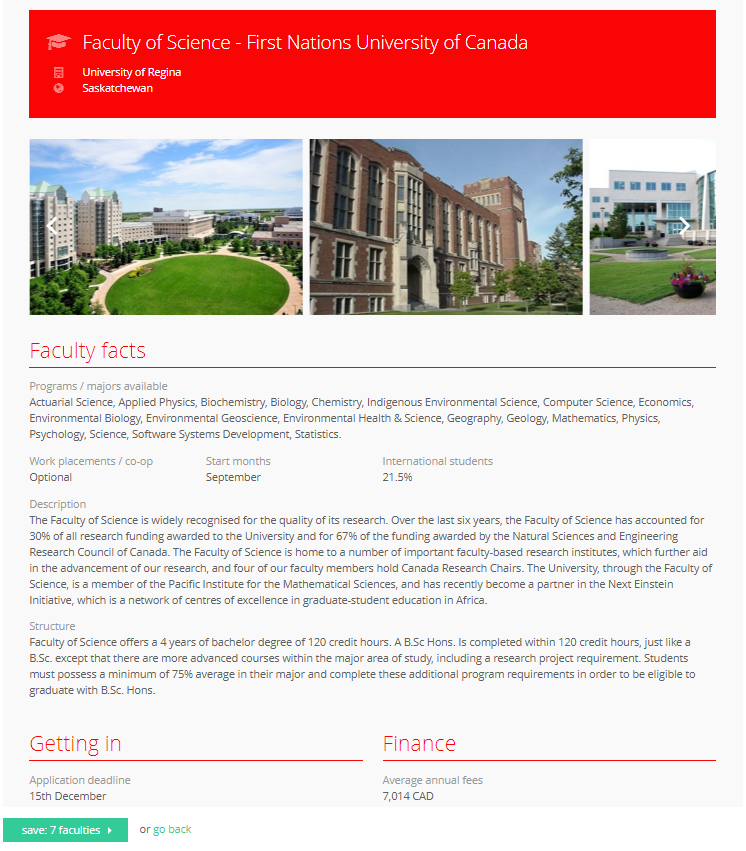 Faculty of Science - First Nations University of Canada
University of Regina
Saskatchewan
Faculty facts
Programs / majors available
Actuarial Science, Applied Physics, Biochemistry, Biology, Chemistry, Indigenous Environmental Science, Computer Science, Economics,
Environmental Biology, Environmental Geoscience, Environmental Health & Science, Geography, Geology, Mathematics, Physics,
Psychology, Science, Software Systems Development, Statistics.
Work placements / co-op
Optional
Start months
September
International students
21.5%
Description
The Faculty of Science is widely recognised for the quality of its research. Over the last six years, the Faculty of Science has accounted for
30% of all research funding awarded to the University and for 67% of the funding awarded by the Natural Sciences and Engineering
Research Council of Canada. The Faculty of Science is home to a number of important faculty-based research institutes, which further aid
in the advancement of our research, and four of our faculty members hold Canada Research Chairs. The University, through the Faculty of
Science, is a member of the Pacific Institute for the Mathematical Sciences, and has recently become a partner in the Next Einstein
Initiative, which is a network of centres of excellence in graduate-student education in Africa.
Structure
Faculty of Science offers a 4 years of bachelor degree of 120 credit hours. A B.Sc Hons. Is completed within 120 credit hours, just like a
B.Sc. except that there are more advanced courses within the major area of study, including a research project requirement. Students
must possess a minimum of 75% average in their major and complete these additional program requirements in order to be eligible to
graduate with B.Sc. Hons.
Getting in
Application deadline
15th December
Finance
Average annual fees
7,014 CAD
save: 7 faculties
or go back